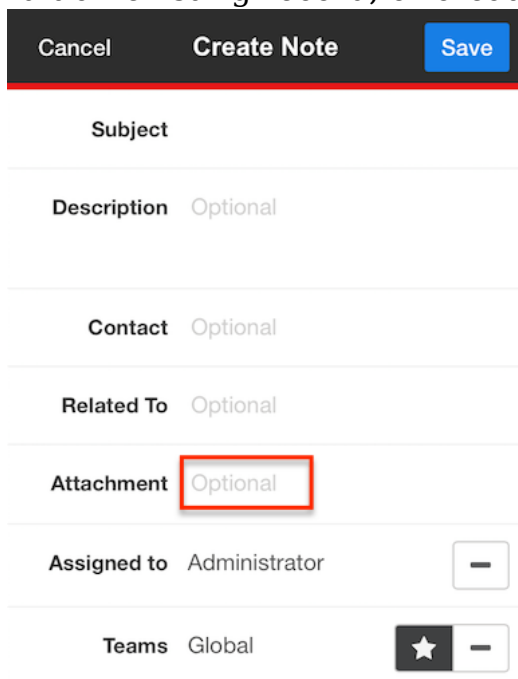 Cancel Create Note Save
Subject
Description Optional
Contact Optional
Related To Optional
Attachment Optional
Assigned to Administrator
Teams Global